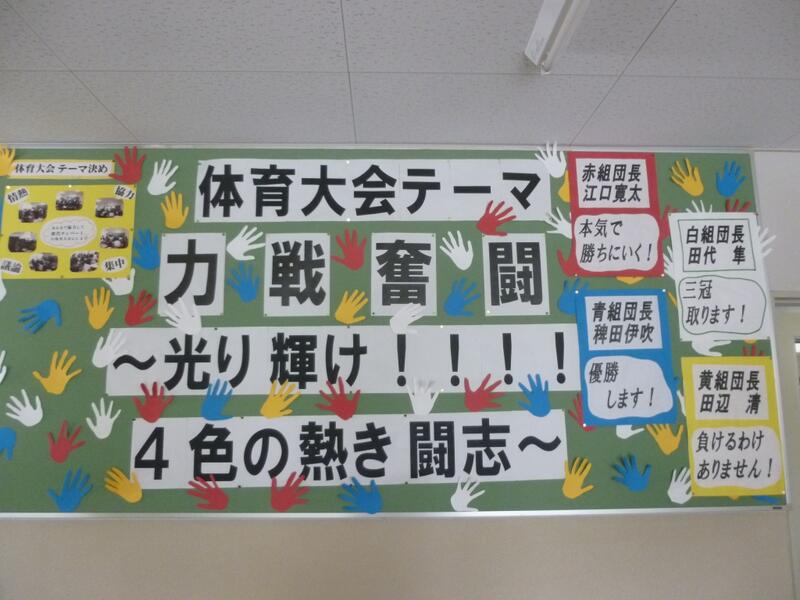 体育大会テーマ決め
情熱
協力
議論
集中
体育大会テーマ
力戦奮闘
～光り輝け！！！！
４色の熱き闘志～
赤組団長
江口寛太
本気で
勝ちにいく！
白組団長
田代 隼
三冠
取ります！
青組団長
稗田伊吹
優勝
します！
黄組団長
田辺 清
負けるわけ
ありません！